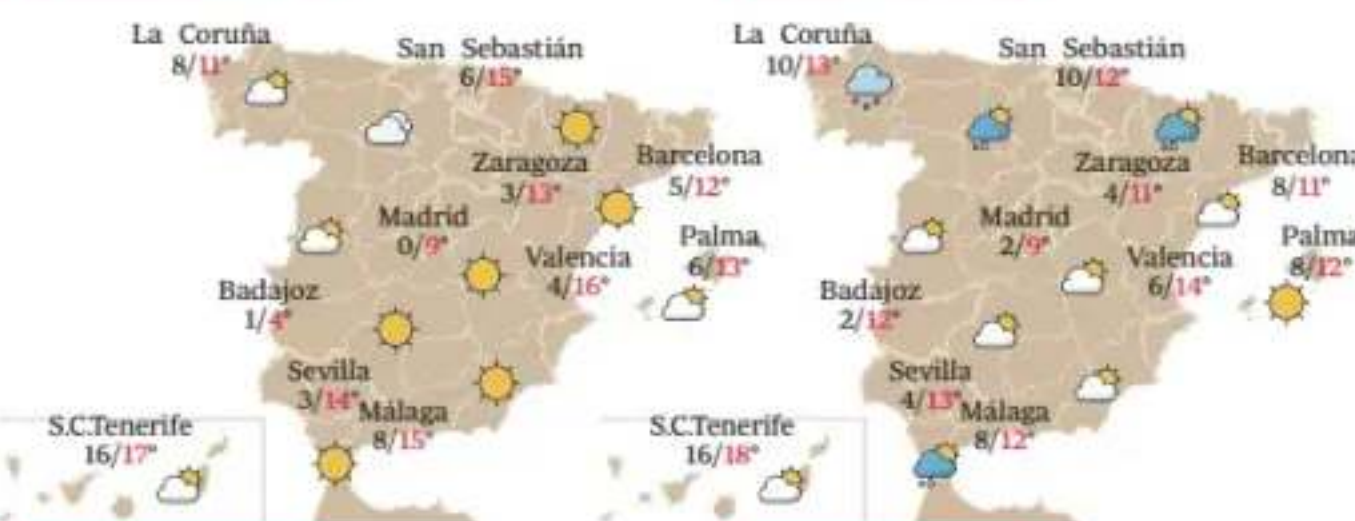 La Coruña
8/11°
San Sebastián
6/15°
Zaragoza
3/13°
Barcelona
5/12°
Madrid
0/9°
Valencia
4/16°
Palma
6/13°
Badajoz
1/4°
Sevilla
3/14°
Málaga
8/15°
S.C.Tenerife
16/17°
La Coruña
10/13°
San Sebastián
10/12°
Zaragoza
4/11°
Barcelona
8/11°
Madrid
2/9°
Valencia
6/14°
Palma
8/12°
Badajoz
2/12°
Sevilla
4/13°
Málaga
8/12°
S.C.Tenerife
16/18°